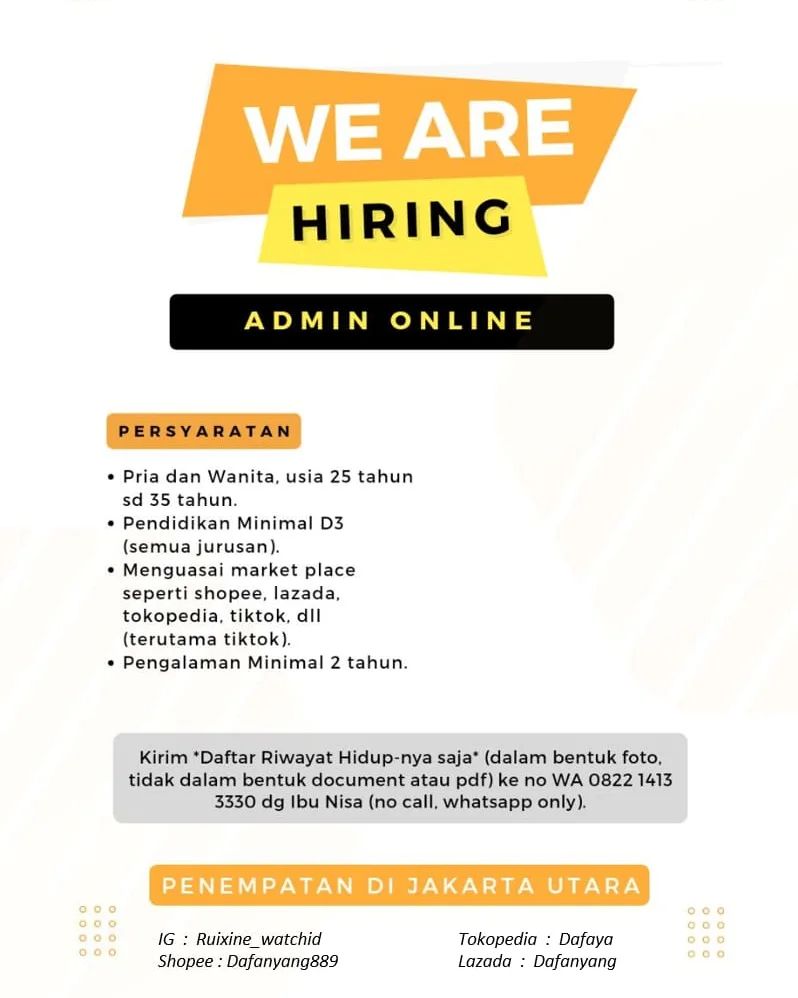 WE ARE
HIRING
ADMIN ONLINE
PERSYARATAN
• Pria dan Wanita, usia 25 tahun
sd 35 tahun.
• Pendidikan Minimal D3
(semua jurusan).
• Menguasai market place
seperti shopee, lazada,
tokopedia, tiktok, dll
(terutama tiktok).
• Pengalaman Minimal 2 tahun.
Kirim *Daftar Riwayat Hidup-nya saja* (dalam bentuk foto,
tidak dalam bentuk document atau pdf) ke no WA 0822 1413
3330 dg Ibu Nisa (no call, whatsapp only).
PENEMPATAN DI JAKARTA UTARA
IG : Ruixine_watchid
Shopee : Dafanyang889
Tokopedia : Dafaya
Lazada : Dafanyang